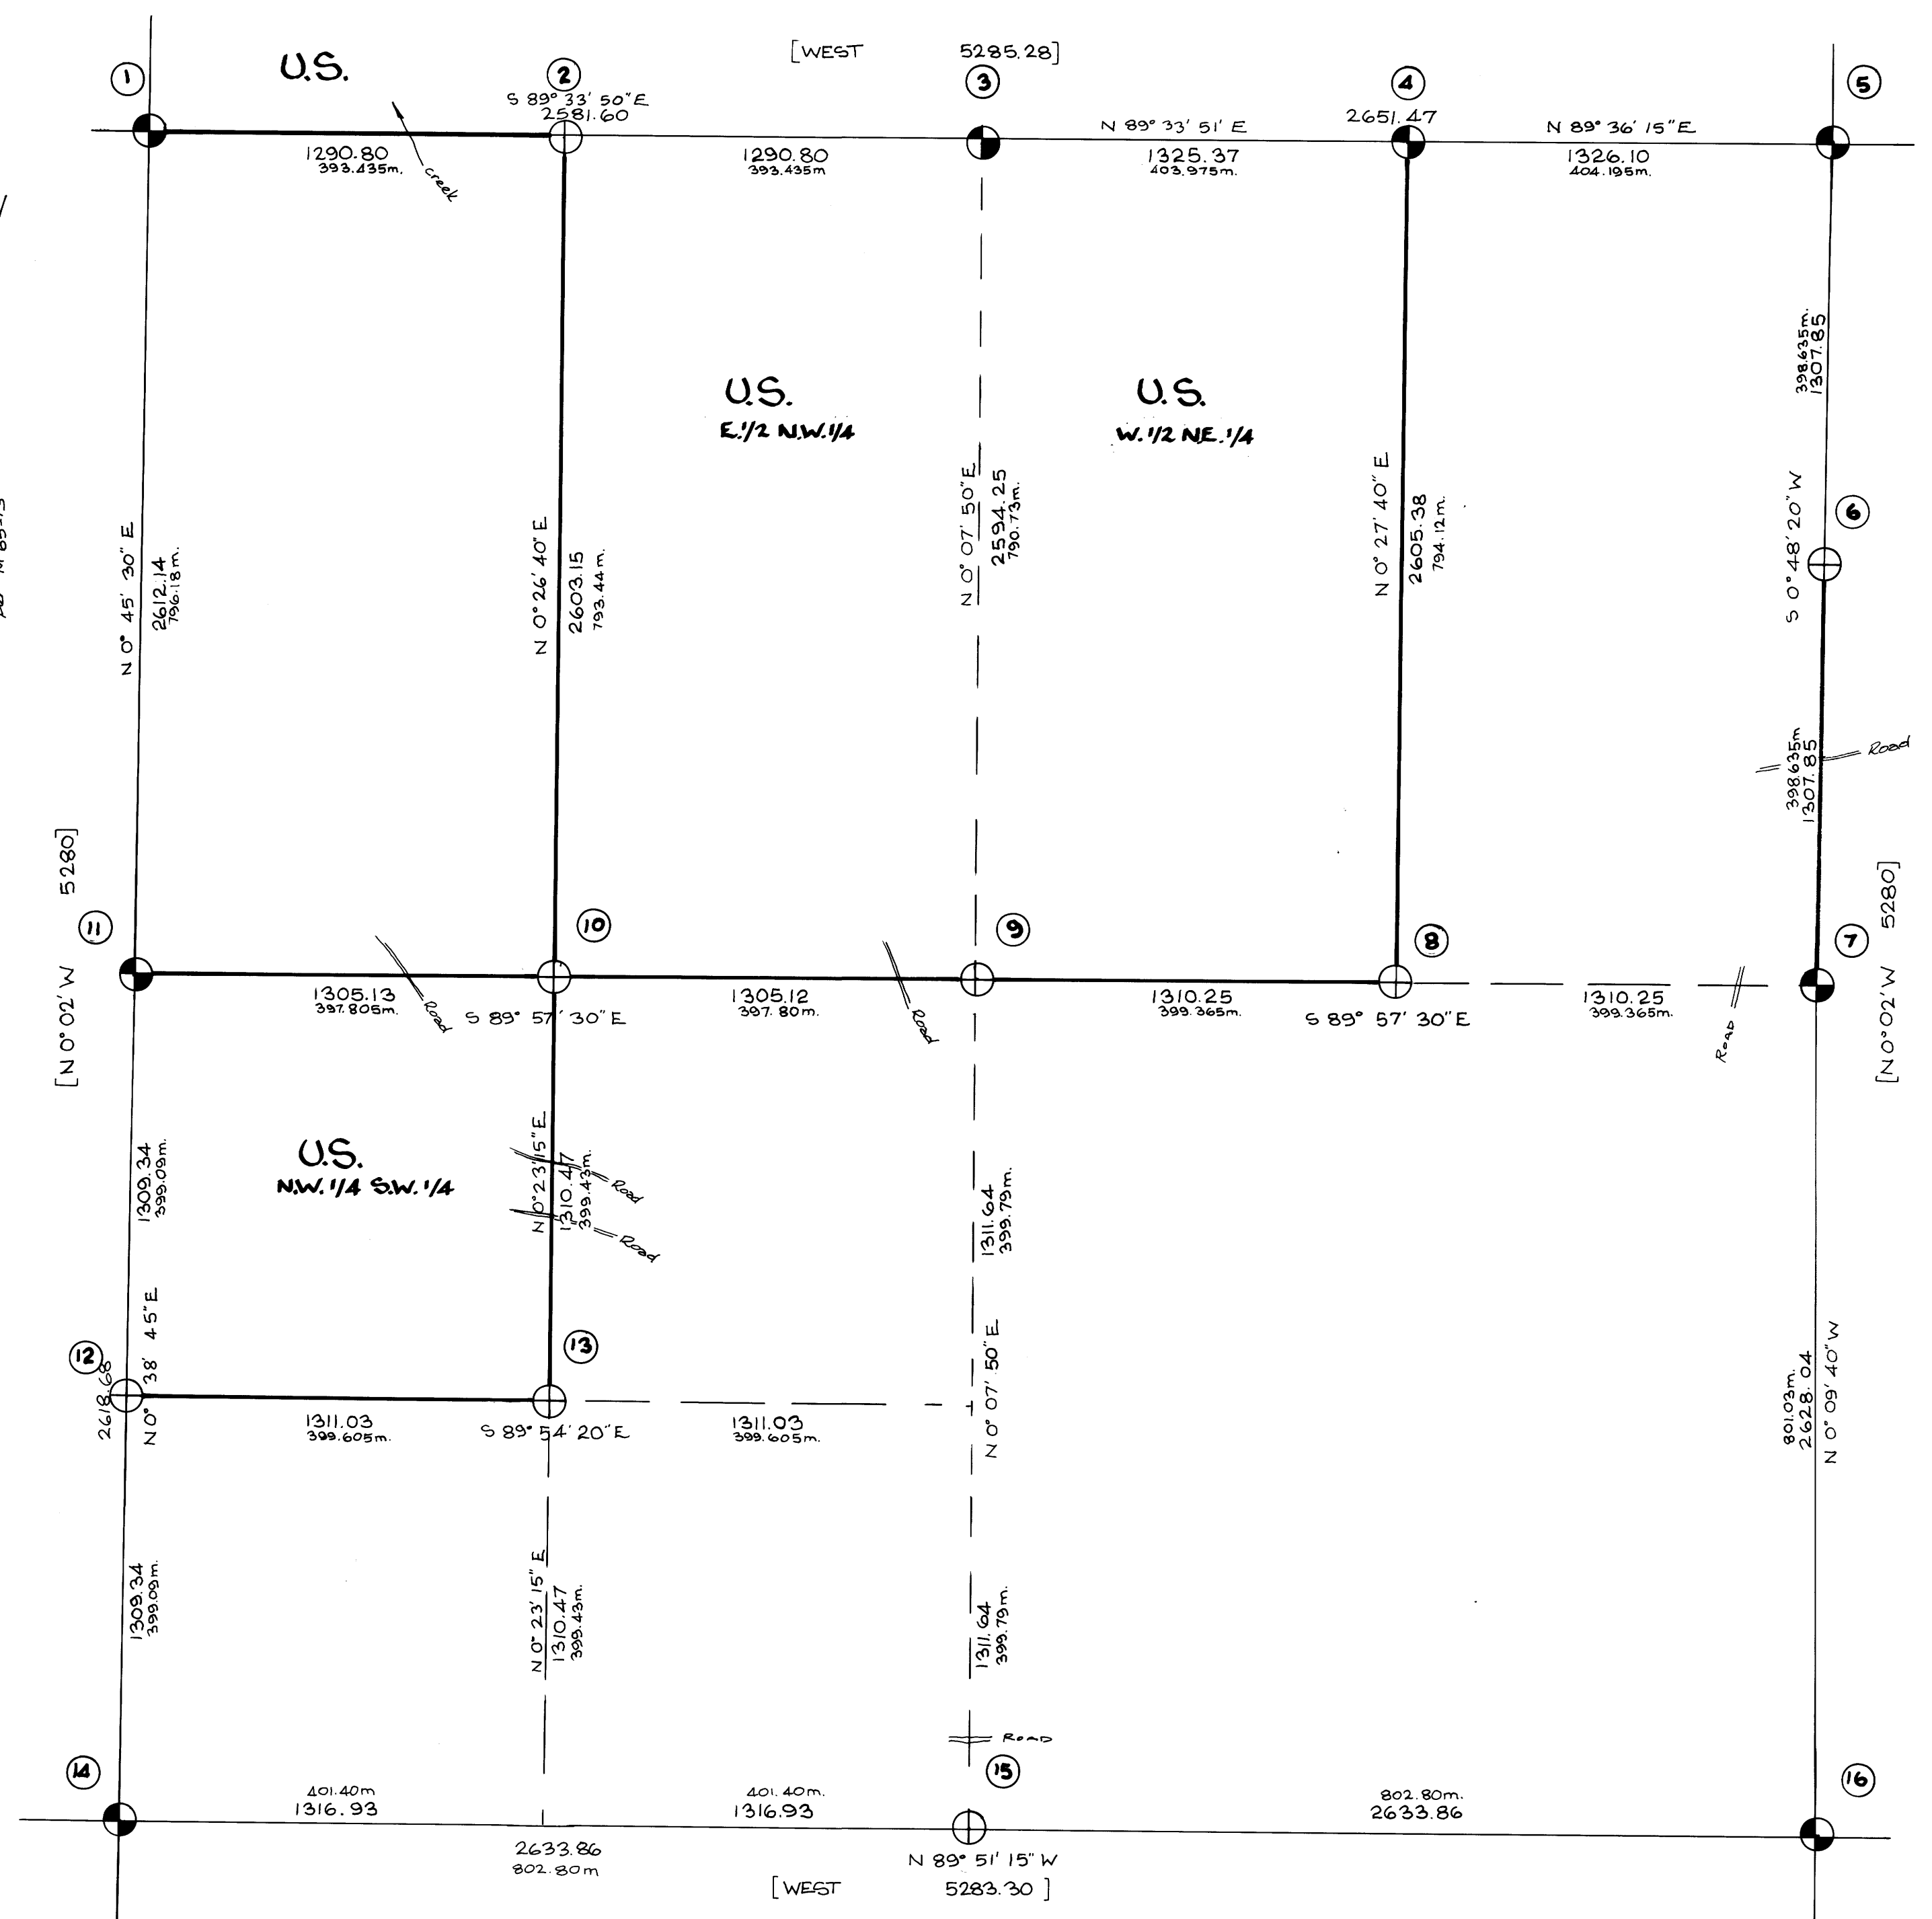 [WEST 5285.28]
U.S.
1
2
3
4
5
S 89° 33' 50" E
2581.60
N 89° 33' 51' E
2651.47
N 89° 36' 15" E
1290.80
393.435m.
creek
1290.80
393.435m
1325.37
403.975m.
1326.10
404.195m.
398.635m.
1307.85
U.S.
E.1/2 N.W.1/4
U.S.
W.1/2 NE.1/4
N 0° 45' 30" E
2612.14
796.18m.
N 0° 26' 40" E
2603.15
793.44m.
N 0° 07' 50" E
2594.25
790.73m.
N 0° 27' 40" E
2605.38
794.12m.
S 0° 48' 20" W
6
398.635m
1307.85
Road
[N 0° 02' W 5280]
[N 0° 02' W 5280]
11
10
9
8
7
1305.13
397.805m.
Road
S 89° 57' 30" E
1305.12
397.80m.
Road
1310.25
399.365m.
S 89° 57' 30" E
1310.25
399.365m.
Road
U.S.
N.W. 1/4 S.W. 1/4
1309.34
399.09m.
N 0° 23' 15" E
1310.47
399.43m.
Road
Road
1311.64
399.79m.
12
2618.68
N 0° 38' 45" E
13
1311.03
399.605m.
S 89° 54' 20" E
1311.03
399.605m.
N 0° 07' 50" E
801.03m.
2628.04
N 0° 09' 40" W
1309.34
399.09m.
N 0° 23' 15" E
1310.47
399.43m.
1311.64
399.79m.
Road
14
15
16
401.40m
1316.93
401.40m.
1316.93
802.80m.
2633.86
2633.86
802.80m
N 89° 51' 15" W
[WEST 5283.30 ]